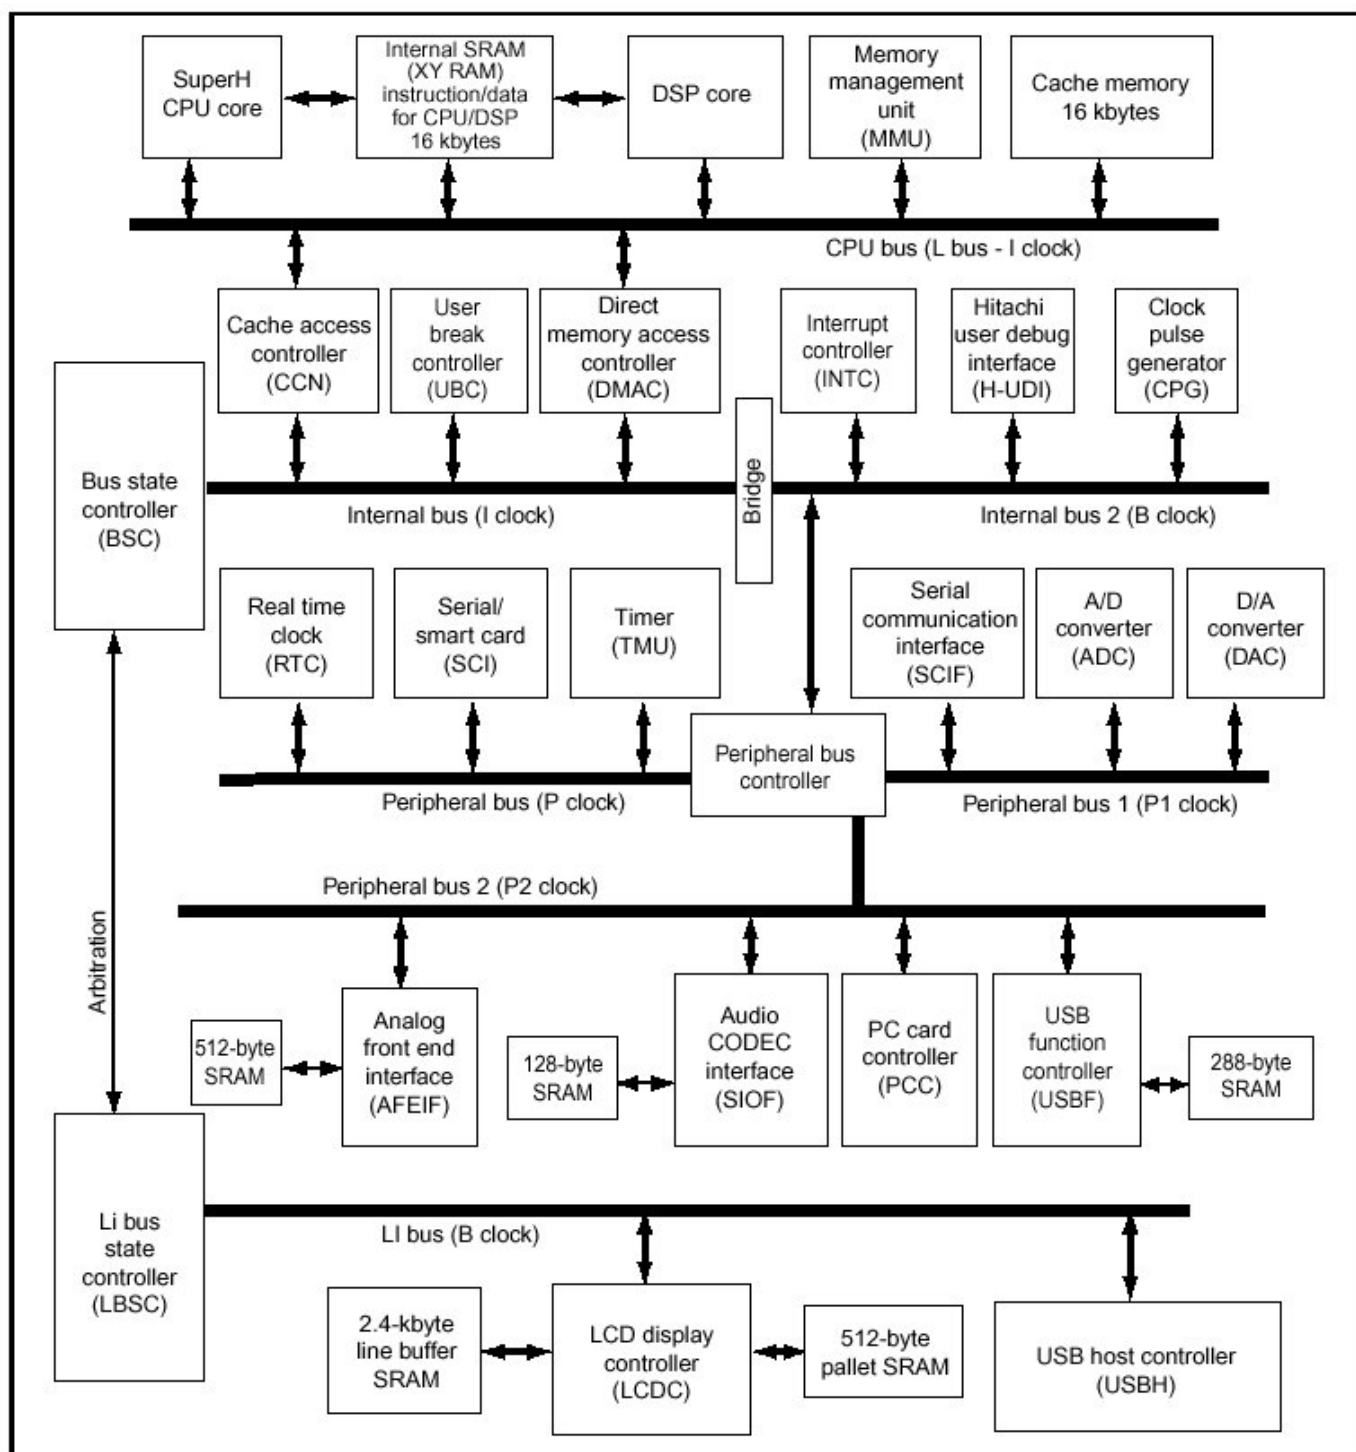 SuperH
CPU core
Internal SRAM
(XY RAM)
instruction/data
for CPU/DSP
16 kbytes
DSP core
Memory
management
unit
(MMU)
Cache memory
16 kbytes
CPU bus (L bus - I clock)
Cache access
controller
(CCN)
User
break
controller
(UBC)
Direct
memory access
controller
(DMAC)
Interrupt
controller
(INTC)
Hitachi
user debug
interface
(H-UDI)
Clock
pulse
generator
(CPG)
Bus state
controller
(BSC)
Bridge
Internal bus (I clock)
Internal bus 2 (B clock)
Real time
clock
(RTC)
Serial/
smart card
(SCI)
Timer
(TMU)
Serial
communication
interface
(SCIF)
A/D
converter
(ADC)
D/A
converter
(DAC)
Peripheral bus
controller
Peripheral bus (P clock)
Peripheral bus 1 (P1 clock)
Peripheral bus 2 (P2 clock)
Arbitration
512-byte
SRAM
Analog
front end
interface
(AFEIF)
128-byte
SRAM
Audio
CODEC
interface
(SIOF)
PC card
controller
(PCC)
USB
function
controller
(USBF)
288-byte
SRAM
Li bus
state
controller
(LBSC)
LI bus (B clock)
2.4-kbyte
line buffer
SRAM
LCD display
controller
(LCDC)
512-byte
pallet SRAM
USB host controller
(USBH)